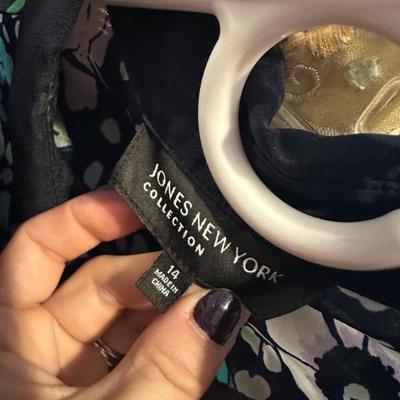 JONES NEW YORK
COLLECTION
14
MADE IN
CHINA